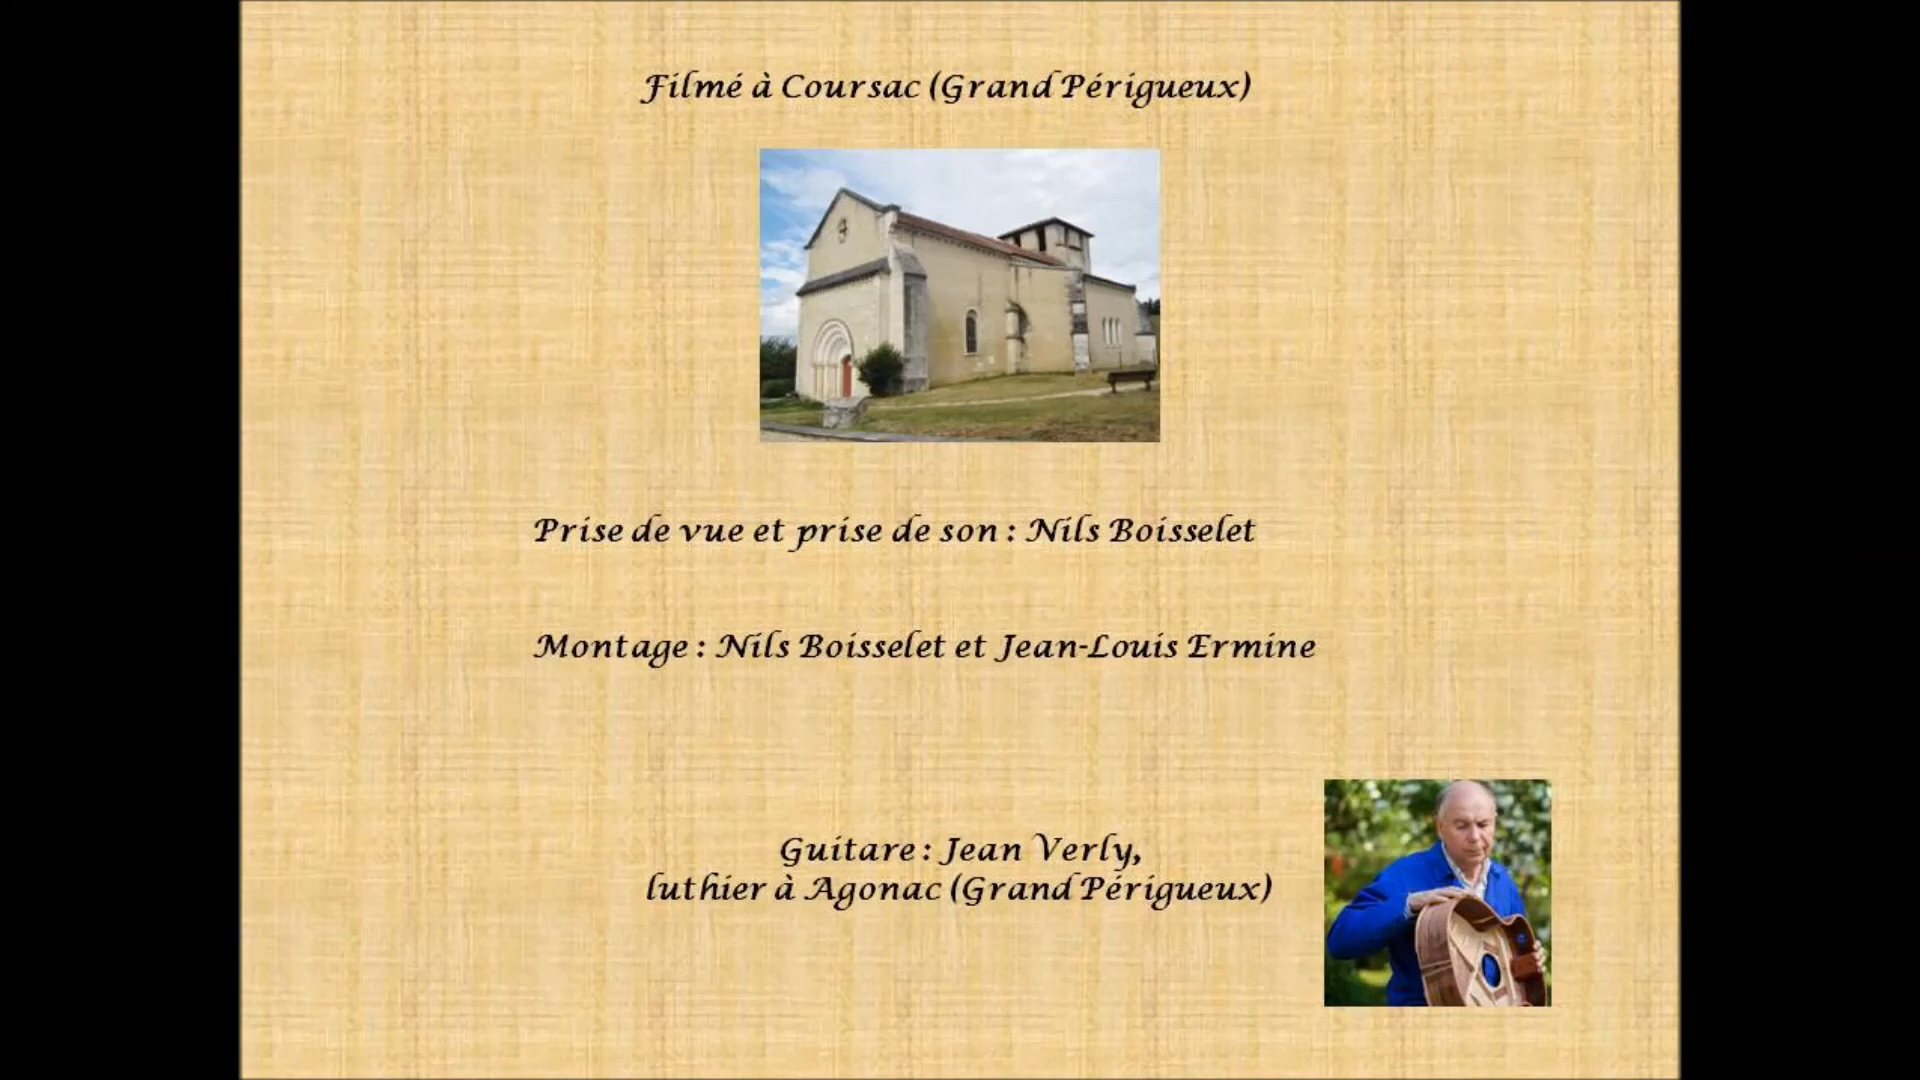 Filmé à Coursac (Grand Périgueux)
Prise de vue et prise de son : Nils Boisselet
Montage : Nils Boisselet et Jean-Louis Ermine
Guitare : Jean Verly,
luthier à Agonac (Grand Périgueux)